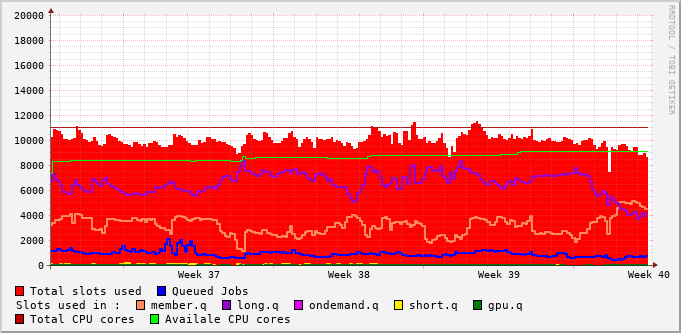 20000
18000
16000
14000
12000
10000
8000
6000
4000
2000
0
Week 37 Week 38 Week 39 Week 40
Total slots used Queued Jobs
Slots used in : member.q long.q ondemand.q short.q gpu.q
Total CPU cores Availale CPU cores
RRDTOOL / TOBI OETIKER